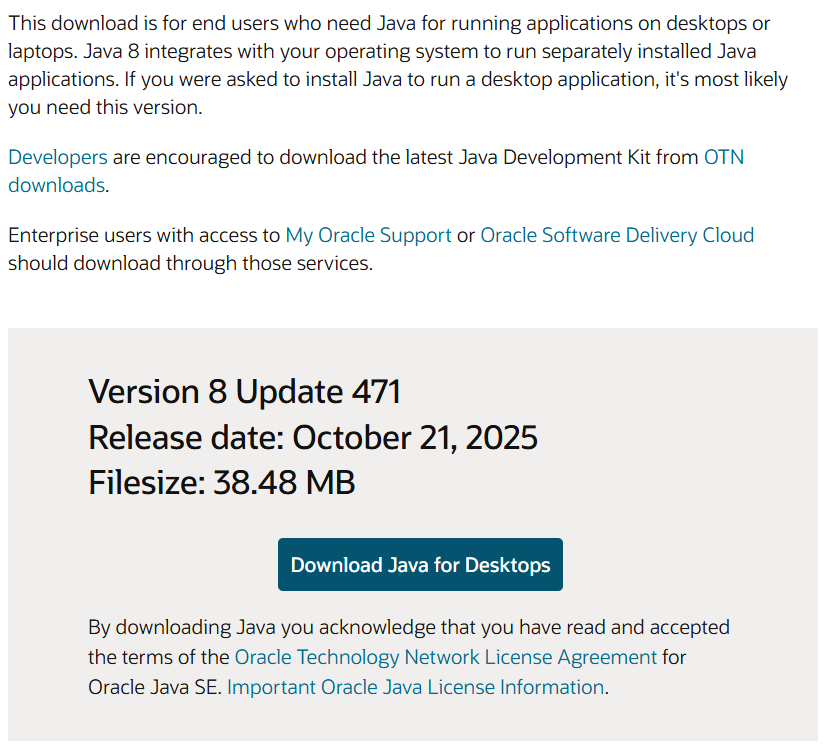 This download is for end users who need Java for running applications on desktops or
laptops. Java 8 integrates with your operating system to run separately installed Java
applications. If you were asked to install Java to run a desktop application, it's most likely
you need this version.
Developers are encouraged to download the latest Java Development Kit from OTN
downloads.
Enterprise users with access to My Oracle Support or Oracle Software Delivery Cloud
should download through those services.
Version 8 Update 471
Release date: October 21, 2025
Filesize: 38.48 MB
Download Java for Desktops
By downloading Java you acknowledge that you have read and accepted
the terms of the Oracle Technology Network License Agreement for
Oracle Java SE. Important Oracle Java License Information.